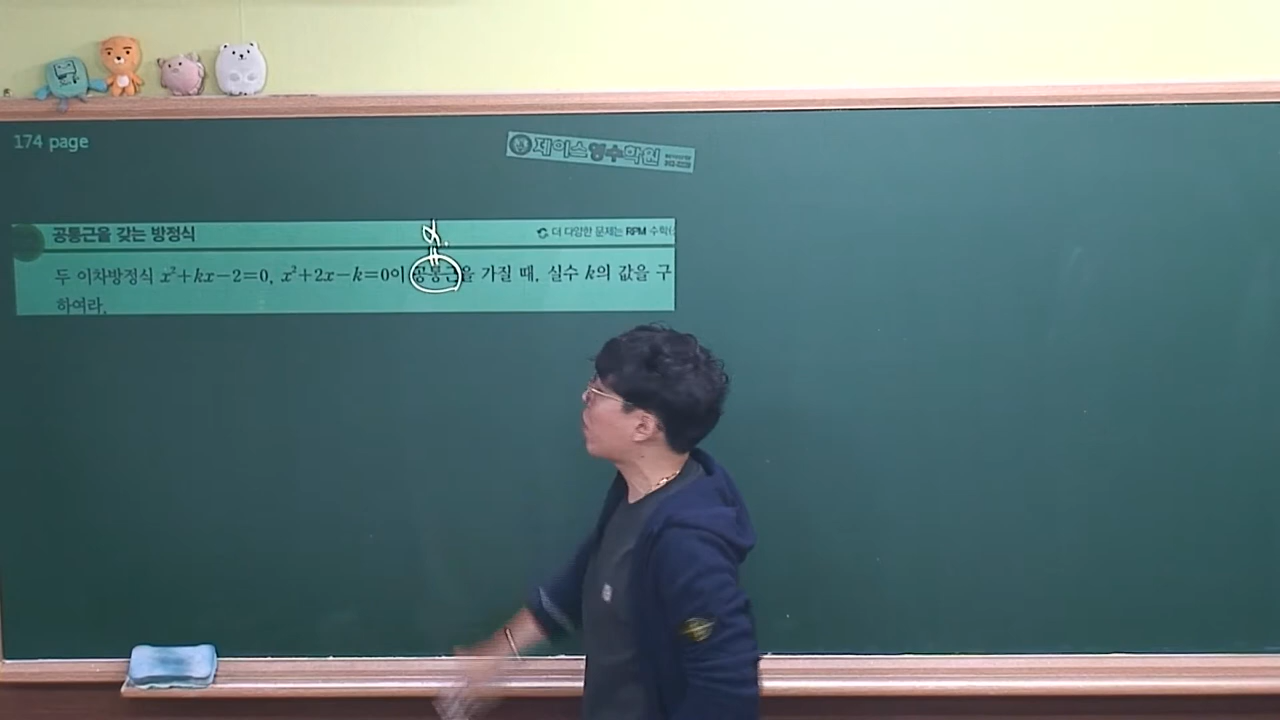 174 page
제이스영수학원
공통근을 갖는 방정식
α.
더 다양한 문제는 RPM 수학(
두 이차방정식 x²+kx−2=0, x²+2x−k=0이 공통근을 가질 때, 실수 k의 값을 구
하여라.